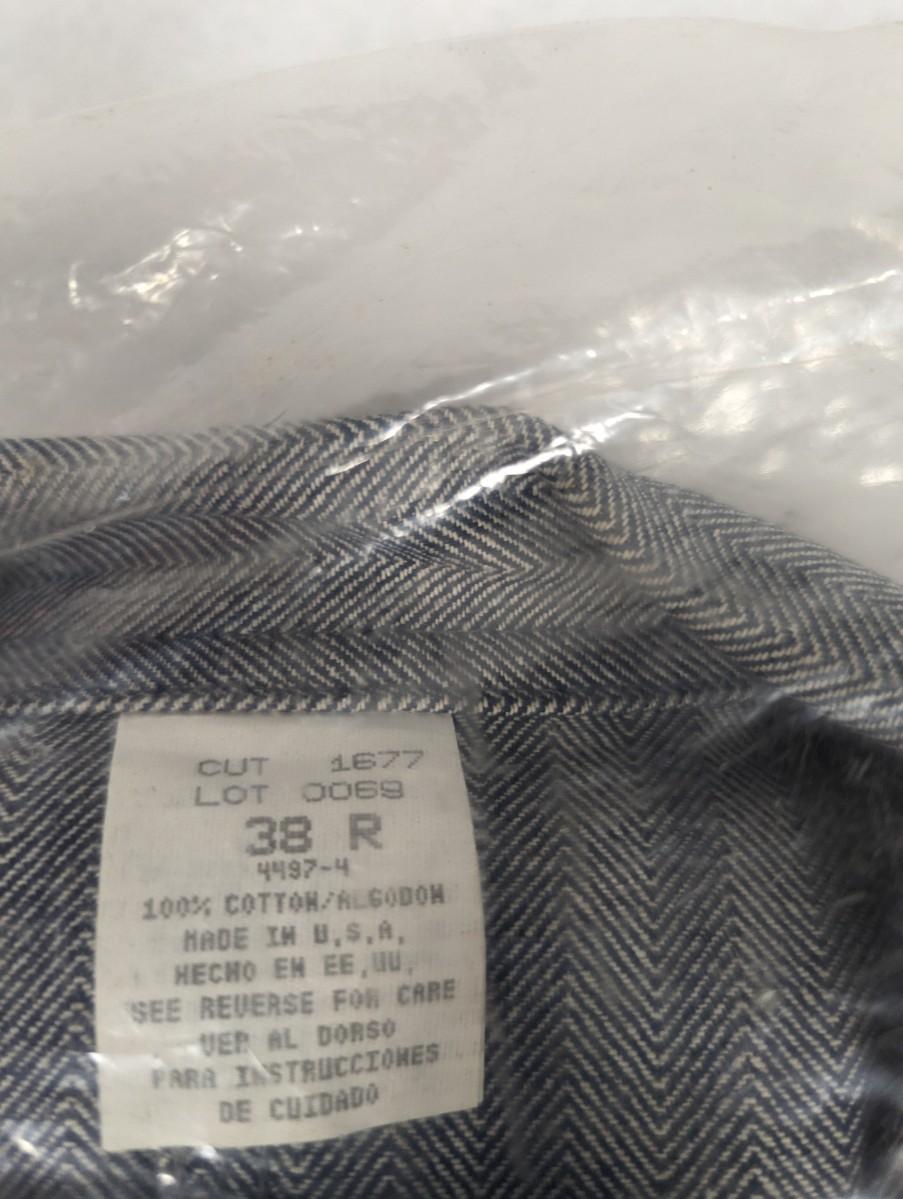 CUT 1677
LOT 0069
38 R
4497-4
100% COTTON/ALGODON
MADE IN U.S.A.
HECHO EN EE.UU.
SEE REVERSE FOR CARE
VER AL DORSO
PARA INSTRUCCIONES
DE CUIDADO